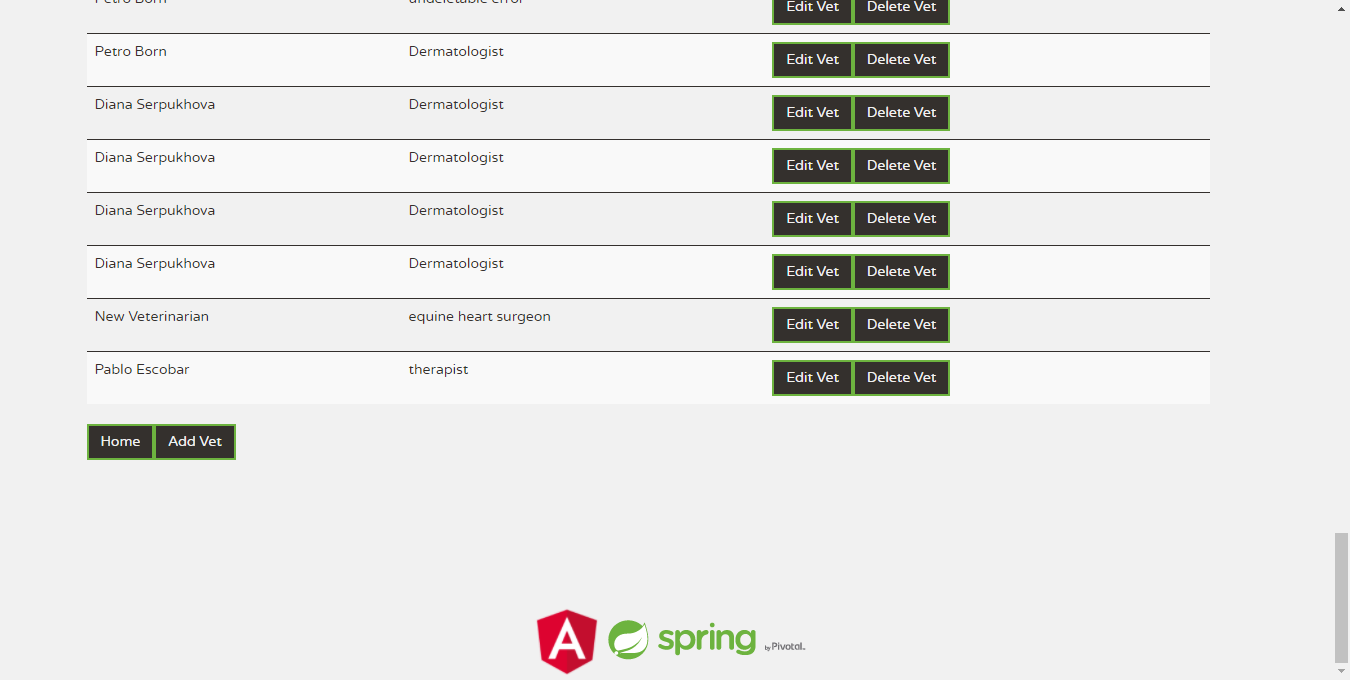 Petro Born undeletable error Edit Vet Delete Vet
Petro Born Dermatologist Edit Vet Delete Vet
Diana Serpukhova Dermatologist Edit Vet Delete Vet
Diana Serpukhova Dermatologist Edit Vet Delete Vet
Diana Serpukhova Dermatologist Edit Vet Delete Vet
Diana Serpukhova Dermatologist Edit Vet Delete Vet
New Veterinarian equine heart surgeon Edit Vet Delete Vet
Pablo Escobar therapist Edit Vet Delete Vet
Home Add Vet
A spring by Pivotal.